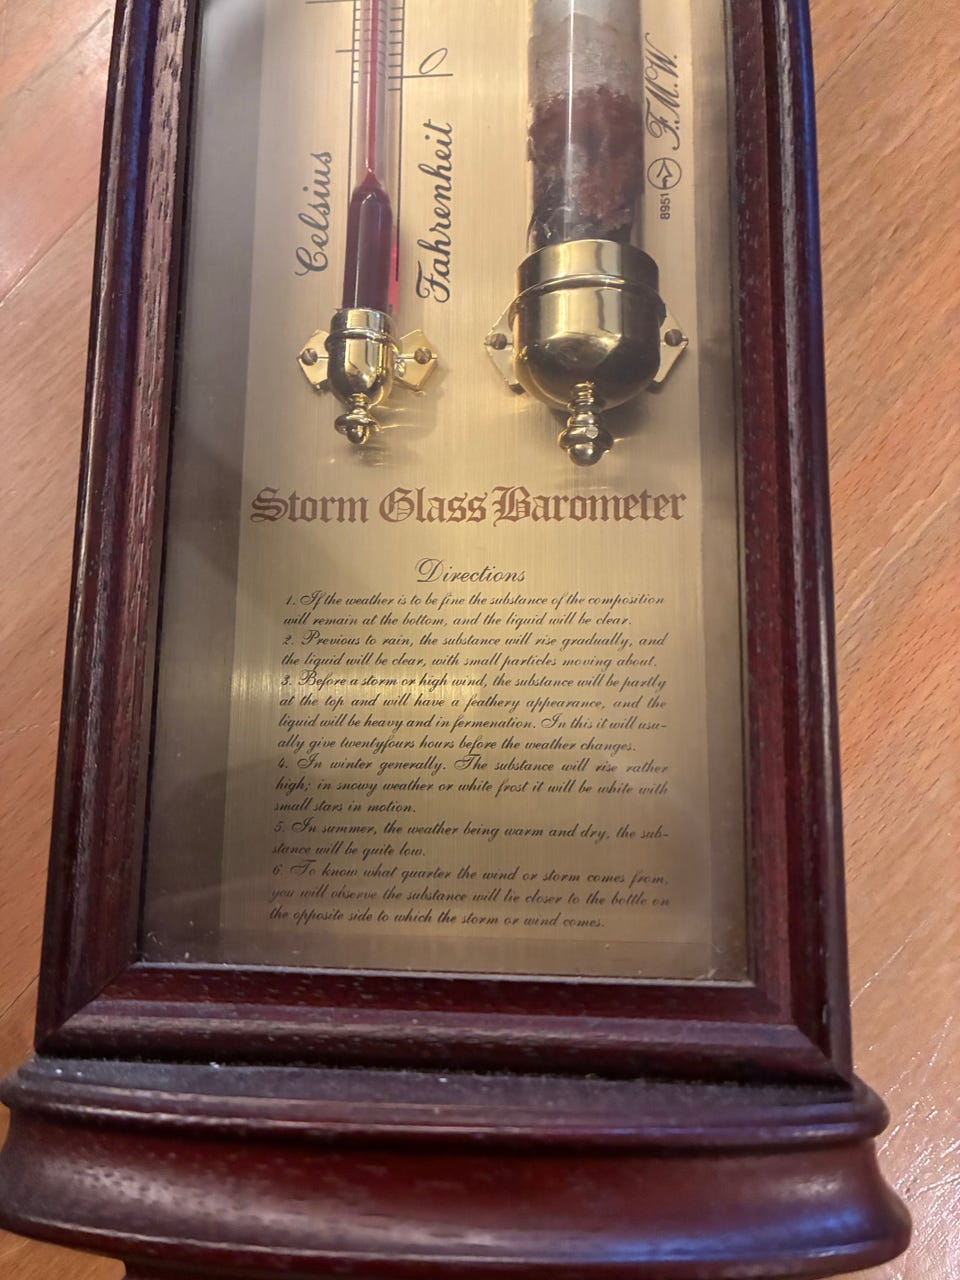 0
Celsius
Fahrenheit
8951
F.M.W.
Storm Glass Barometer
Directions
1. If the weather is to be fine the substance of the composition
will remain at the bottom, and the liquid will be clear.
2. Previous to rain, the substance will rise gradually, and
the liquid will be clear, with small particles moving about.
3. Before a storm or high wind, the substance will be partly
at the top and will have a feathery appearance, and the
liquid will be heavy and in fermenation. In this it will usu-
ally give twentyfours hours before the weather changes.
4. In winter generally. The substance will rise rather
high; in snowy weather or white frost it will be white with
small stars in motion.
5. In summer, the weather being warm and dry, the sub-
stance will be quite low.
6. To know what quarter the wind or storm comes from,
you will observe the substance will lie closer to the bottle on
the opposite side to which the storm or wind comes.